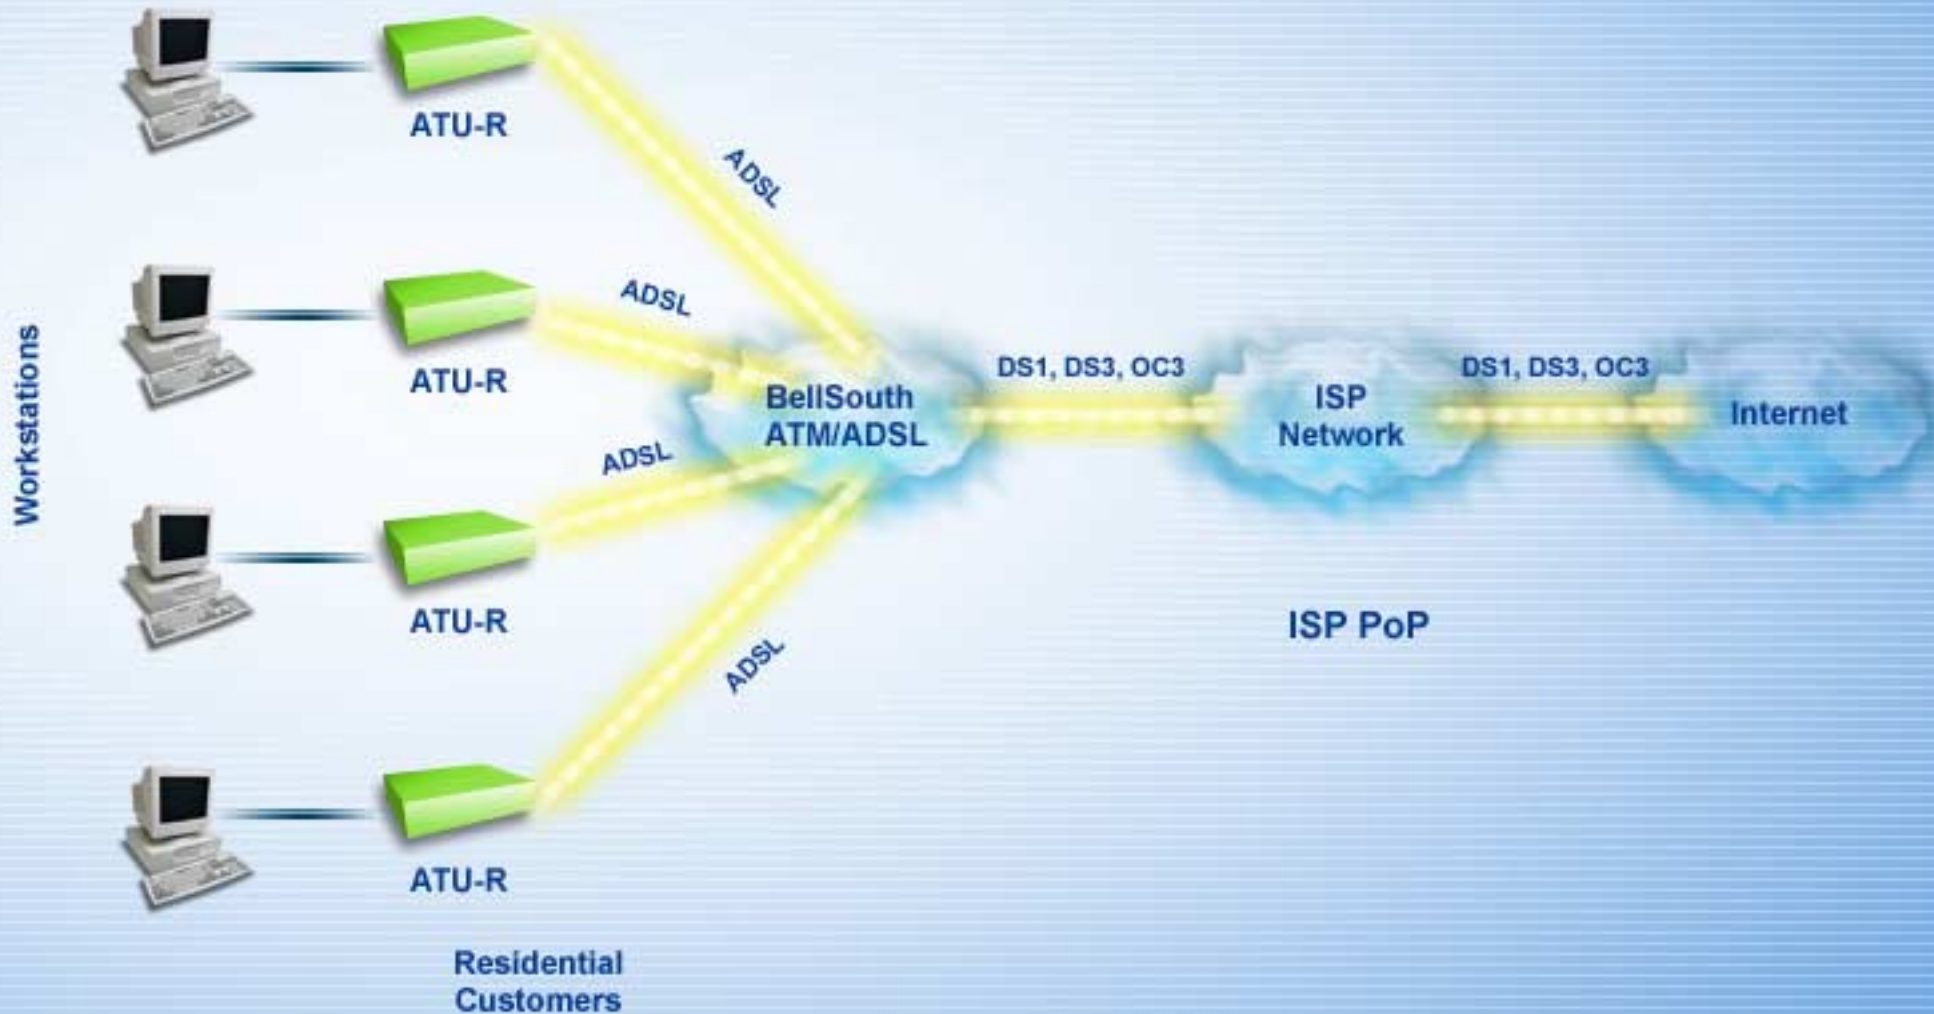 ATU-R
ADSL
ADSL
ATU-R
Workstations
DS1, DS3, OC3
DS1, DS3, OC3
BellSouth
ATM/ADSL
ISP
Network
Internet
ADSL
ATU-R
ISP PoP
ADSL
ATU-R
Residential
Customers